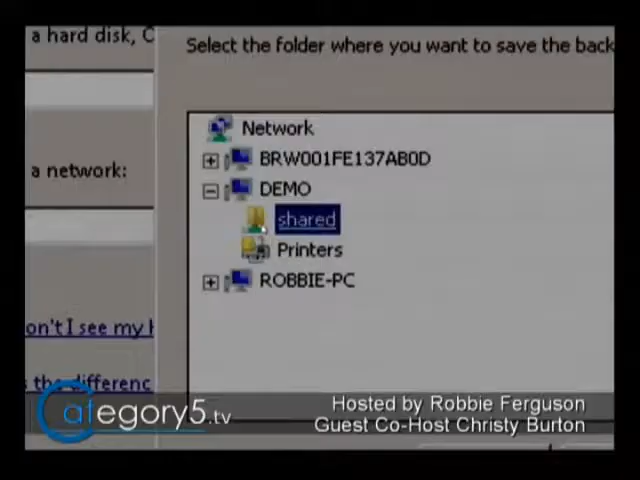 a hard disk, C
Select the folder where you want to save the back
Network
BRW001FE137AB0D
a network:
DEMO
shared
Printers
ROBBIE-PC
on't I see my
s the differenc
Category5.tv
Hosted by Robbie Ferguson
Guest Co-Host Christy Burton